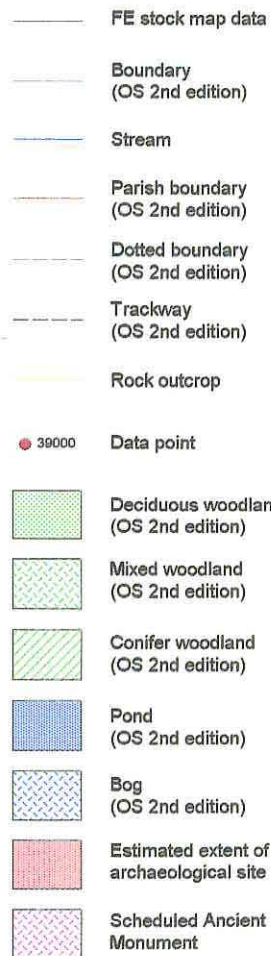 FE stock map data
Boundary
(OS 2nd edition)
Stream
Parish boundary
(OS 2nd edition)
Dotted boundary
(OS 2nd edition)
Trackway
(OS 2nd edition)
Rock outcrop
39000 Data point
Deciduous woodlan
(OS 2nd edition)
Mixed woodland
(OS 2nd edition)
Conifer woodland
(OS 2nd edition)
Pond
(OS 2nd edition)
Bog
(OS 2nd edition)
Estimated extent of
archaeological site
Scheduled Ancient
Monument